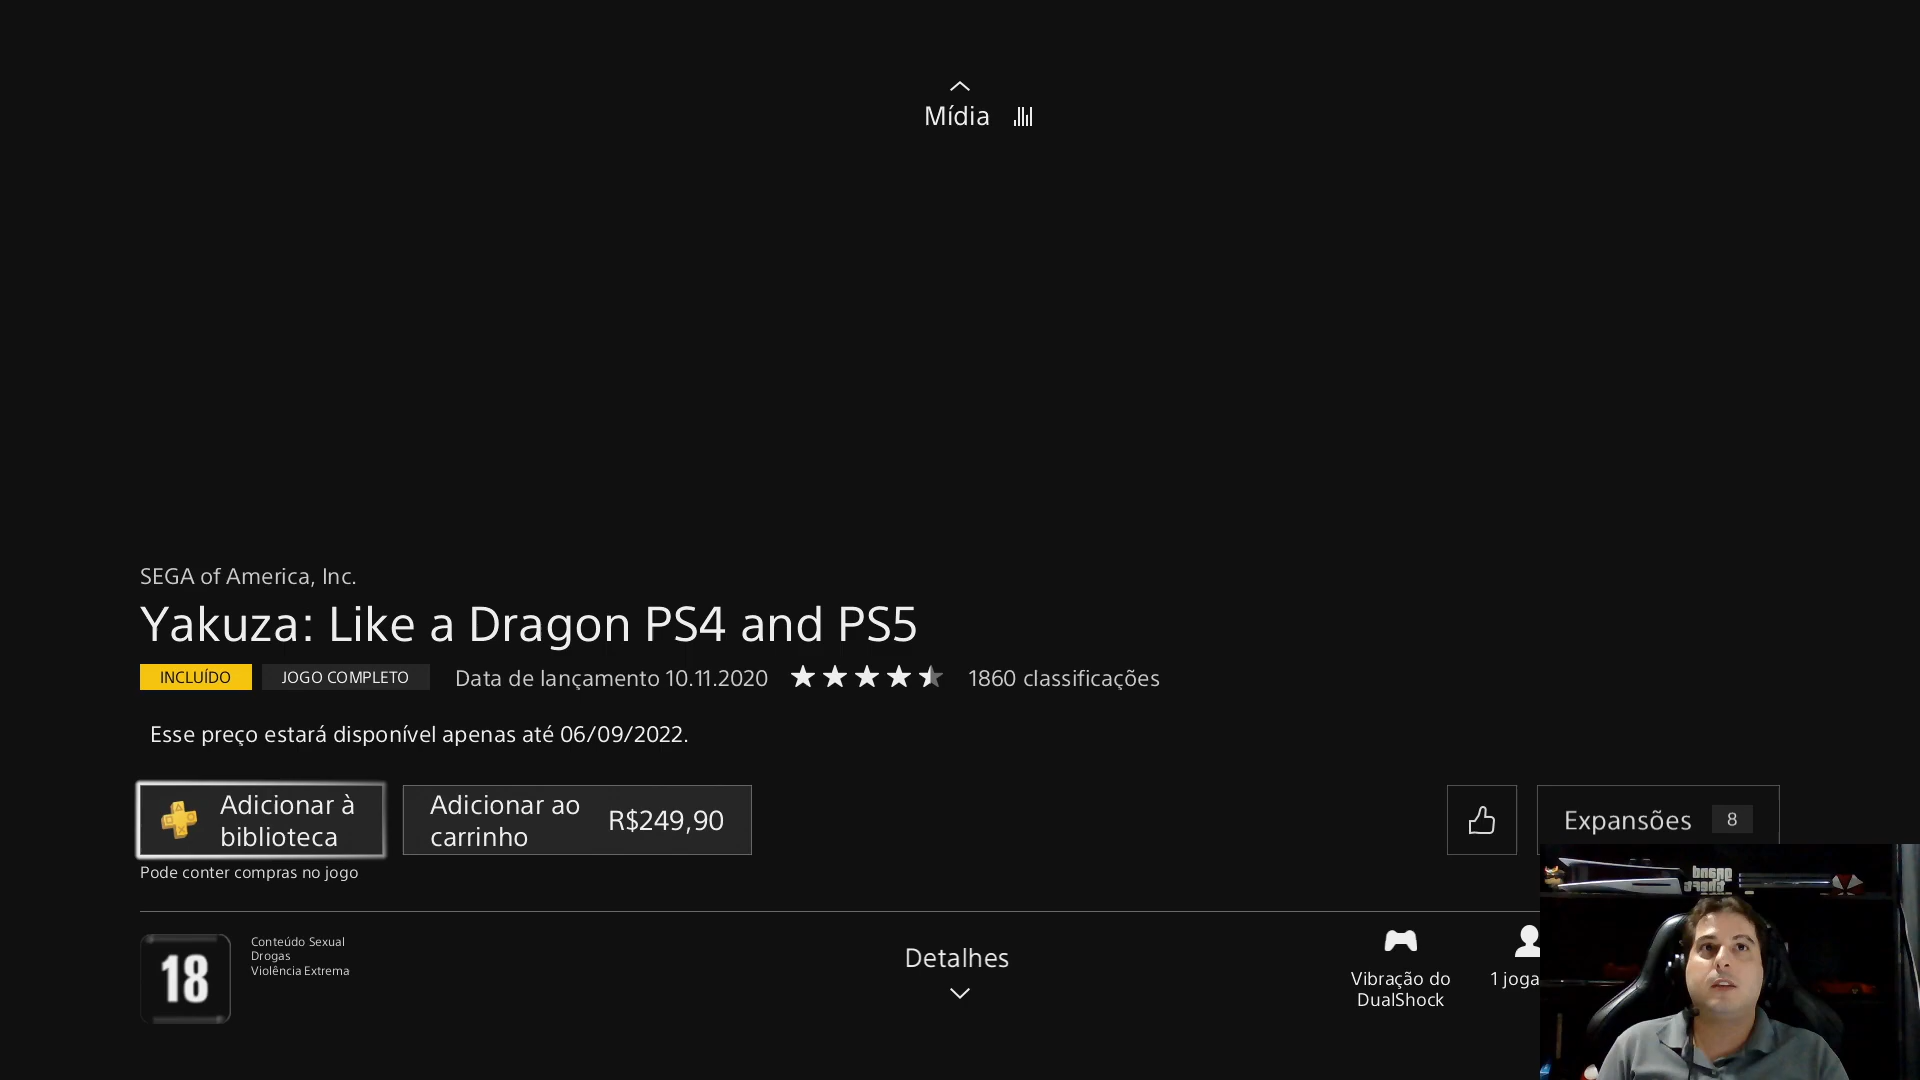 Mídia
SEGA of America, Inc.
Yakuza: Like a Dragon PS4 and PS5
INCLUÍDO JOGO COMPLETO Data de lançamento 10.11.2020 1860 classificações
Esse preço estará disponível apenas até 06/09/2022.
Adicionar à
biblioteca
Adicionar ao
carrinho
R$249,90
Expansões 8
Pode conter compras no jogo
18
Conteúdo Sexual
Drogas
Violência Extrema
Detalhes
Vibração do
DualShock
1 joga